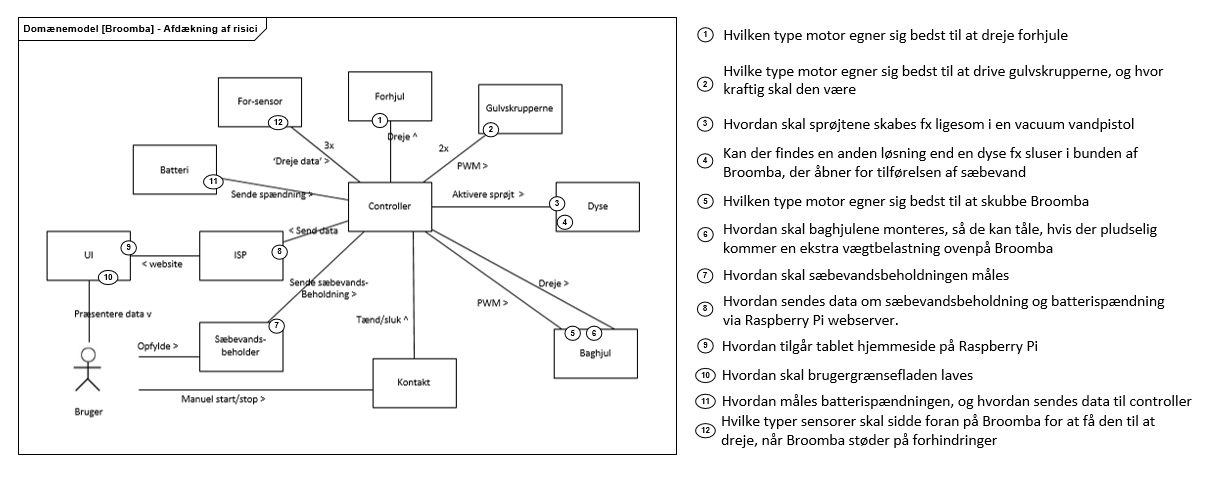 Domænemodel [Broomba] - Afdækning af risici
For-sensor
12
Forhjul
1
Gulvskrupperne
2
Dreje ^
3x
'Dreje data' >
2x
PWM >
Batteri
11
Sende spændning >
Controller
Aktivere sprøjt >
3
Dyse
4
UI
9
10
< website
ISP
8
< Send data
Sende sæbevands-
Beholdning >
Præsentere data v
Bruger
Opfylde >
Sæbevands-
beholder
7
Tænd/sluk ^
Kontakt
Manuel start/stop >
PWM >
Dreje >
5
6
Baghjul
1 Hvilken type motor egner sig bedst til at dreje forhjule
2 Hvilke type motor egner sig bedst til at drive gulvskrupperne, og hvor
kraftig skal den være
3 Hvordan skal sprøjtene skabes fx ligesom i en vacuum vandpistol
4 Kan der findes en anden løsning end en dyse fx sluser i bunden af
Broomba, der åbner for tilførelsen af sæbevand
5 Hvilken type motor egner sig bedst til at skubbe Broomba
6 Hvordan skal baghjulene monteres, så de kan tåle, hvis der pludselig
kommer en ekstra vægtbelastning ovenpå Broomba
7 Hvordan skal sæbevandsbeholdningen måles
8 Hvordan sendes data om sæbevandsbeholdning og batterispændning
via Raspberry Pi webserver.
9 Hvordan tilgår tablet hjemmeside på Raspberry Pi
10 Hvordan skal brugergrænsefladen laves
11 Hvordan måles batterispændningen, og hvordan sendes data til controller
12 Hvilke typer sensorer skal sidde foran på Broomba for at få den til at
dreje, når Broomba støder på forhindringer